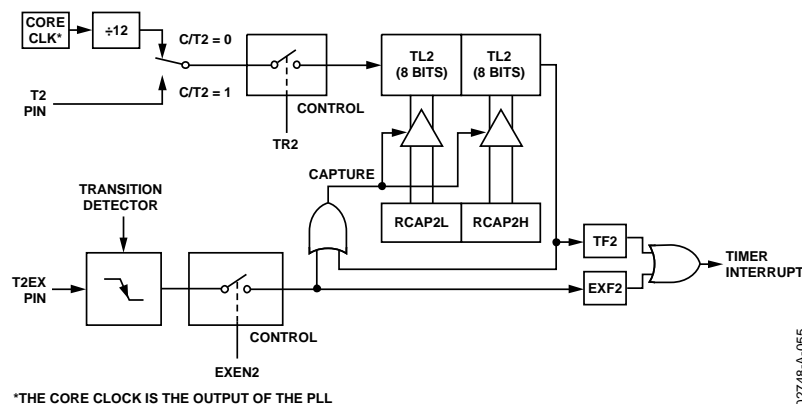 CORE
CLK*
÷12
C/T2 = 0
T2
PIN
C/T2 = 1
CONTROL
TR2
TL2
(8 BITS)
TL2
(8 BITS)
CAPTURE
RCAP2L
RCAP2H
TRANSITION
DETECTOR
T2EX
PIN
CONTROL
EXEN2
TF2
EXF2
TIMER
INTERRUPT
*THE CORE CLOCK IS THE OUTPUT OF THE PLL
02748-A-055